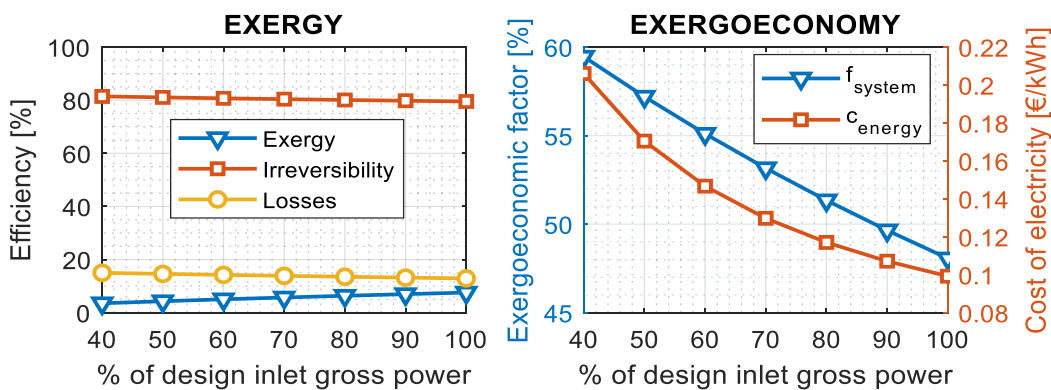 EXERGY
Efficiency [%]
100
80
60
40
20
0
Exergy
Irreversibility
Losses
40 50 60 70 80 90 100
% of design inlet gross power
EXERGOECONOMY
Exergoeconomic factor [%]
60
55
50
45
f_system
c_energy
40 50 60 70 80 90 100
% of design inlet gross power
0.22
0.2
0.18
0.16
0.14
0.12
0.1
0.08
Cost of electricity [€/kWh]